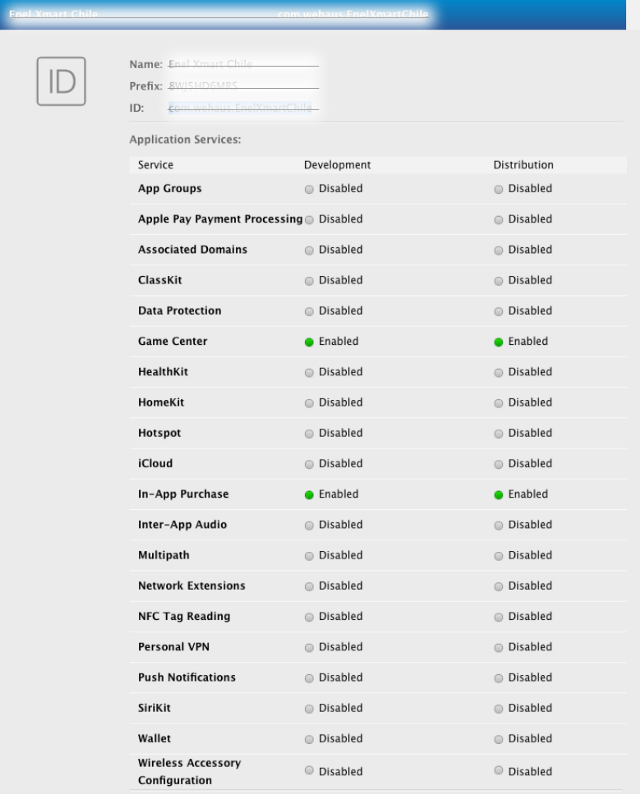 Enel Xmart Chile com.wehaus.EnelXmartChile
ID
Name: Enel Xmart Chile
Prefix:
ID: com.wehaus.EnelXmartChile
Application Services:
Service Development Distribution
App Groups Disabled Disabled
Apple Pay Payment Processing Disabled Disabled
Associated Domains Disabled Disabled
ClassKit Disabled Disabled
Data Protection Disabled Disabled
Game Center Enabled Enabled
HealthKit Disabled Disabled
HomeKit Disabled Disabled
Hotspot Disabled Disabled
iCloud Disabled Disabled
In-App Purchase Enabled Enabled
Inter-App Audio Disabled Disabled
Multipath Disabled Disabled
Network Extensions Disabled Disabled
NFC Tag Reading Disabled Disabled
Personal VPN Disabled Disabled
Push Notifications Disabled Disabled
SiriKit Disabled Disabled
Wallet Disabled Disabled
Wireless Accessory
Configuration Disabled Disabled